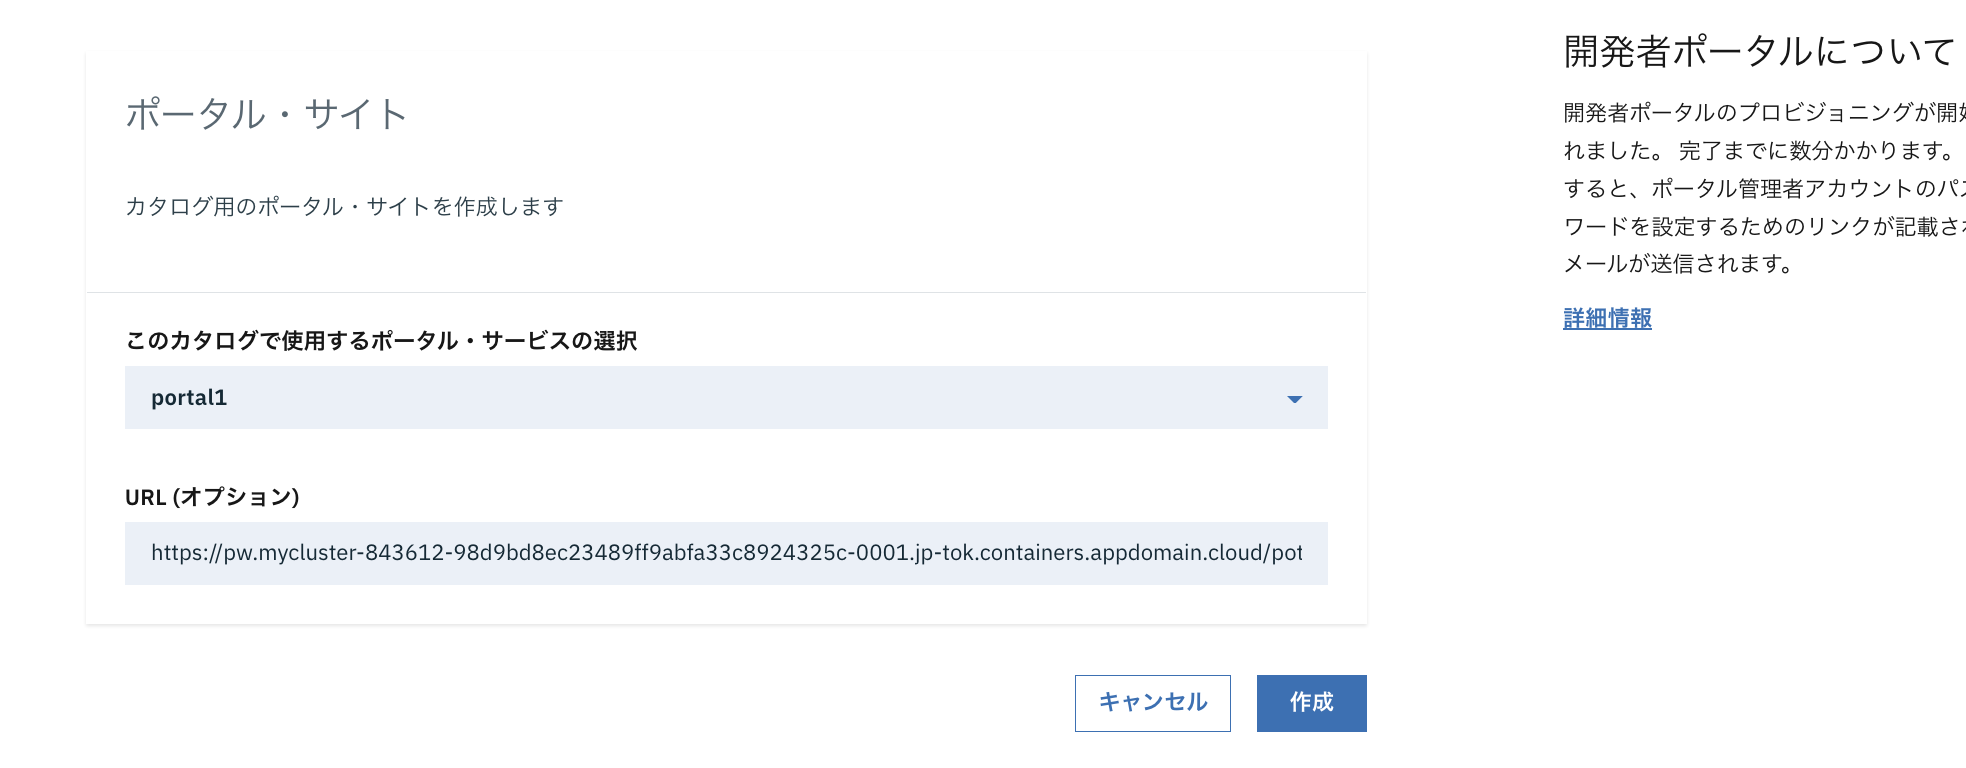 ポータル・サイト
カタログ用のポータル・サイトを作成します
このカタログで使用するポータル・サービスの選択
portal1
URL (オプション)
https://pw.mycluster-843612-98d9bd8ec23489ff9abfa33c8924325c-0001.jp-tok.containers.appdomain.cloud/pot
キャンセル
作成
開発者ポータルについて
開発者ポータルのプロビジョニングが開
れました。 完了までに数分かかります。
すると、ポータル管理者アカウントのパ
ワードを設定するためのリンクが記載さ
メールが送信されます。
詳細情報